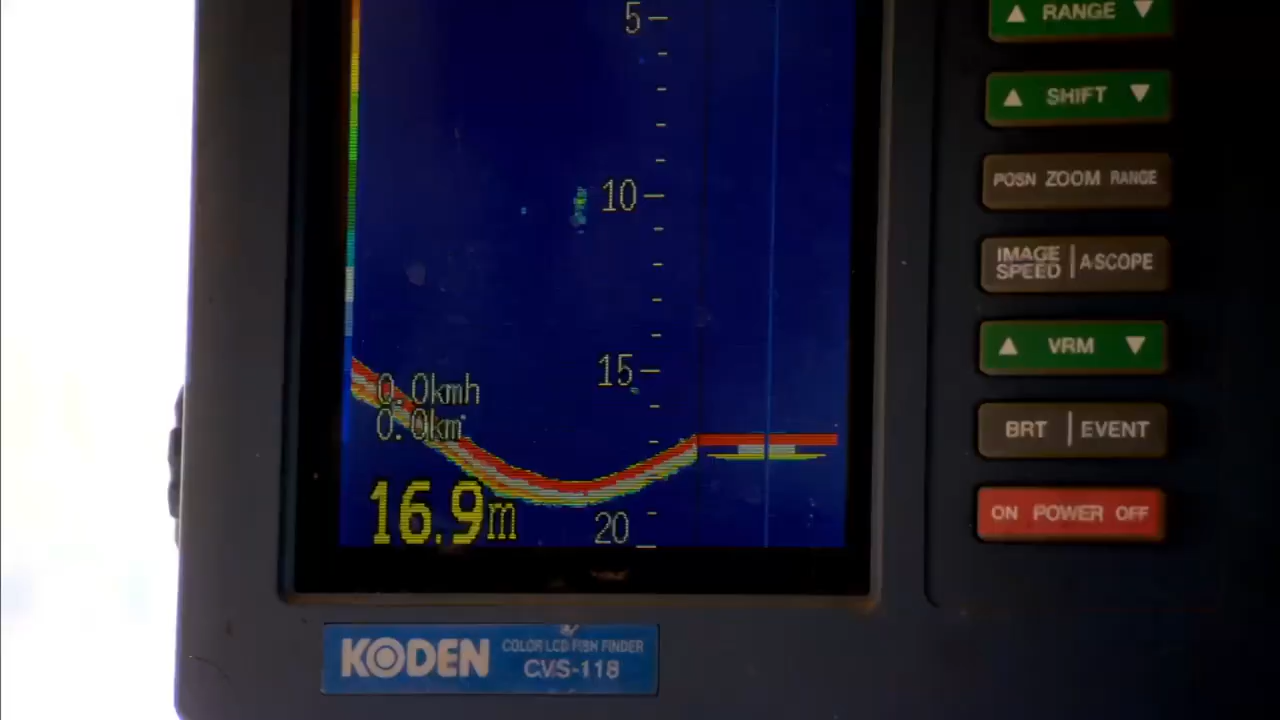 5
10
15
0.0kmh
0.0km
16.9m
20
▲ RANGE ▼
▲ SHIFT ▼
POSN ZOOM RANGE
IMAGE SPEED | A-SCOPE
▲ VRM ▼
BRT | EVENT
ON POWER OFF
KODEN
COLOR LCD FISH FINDER
CVS-118